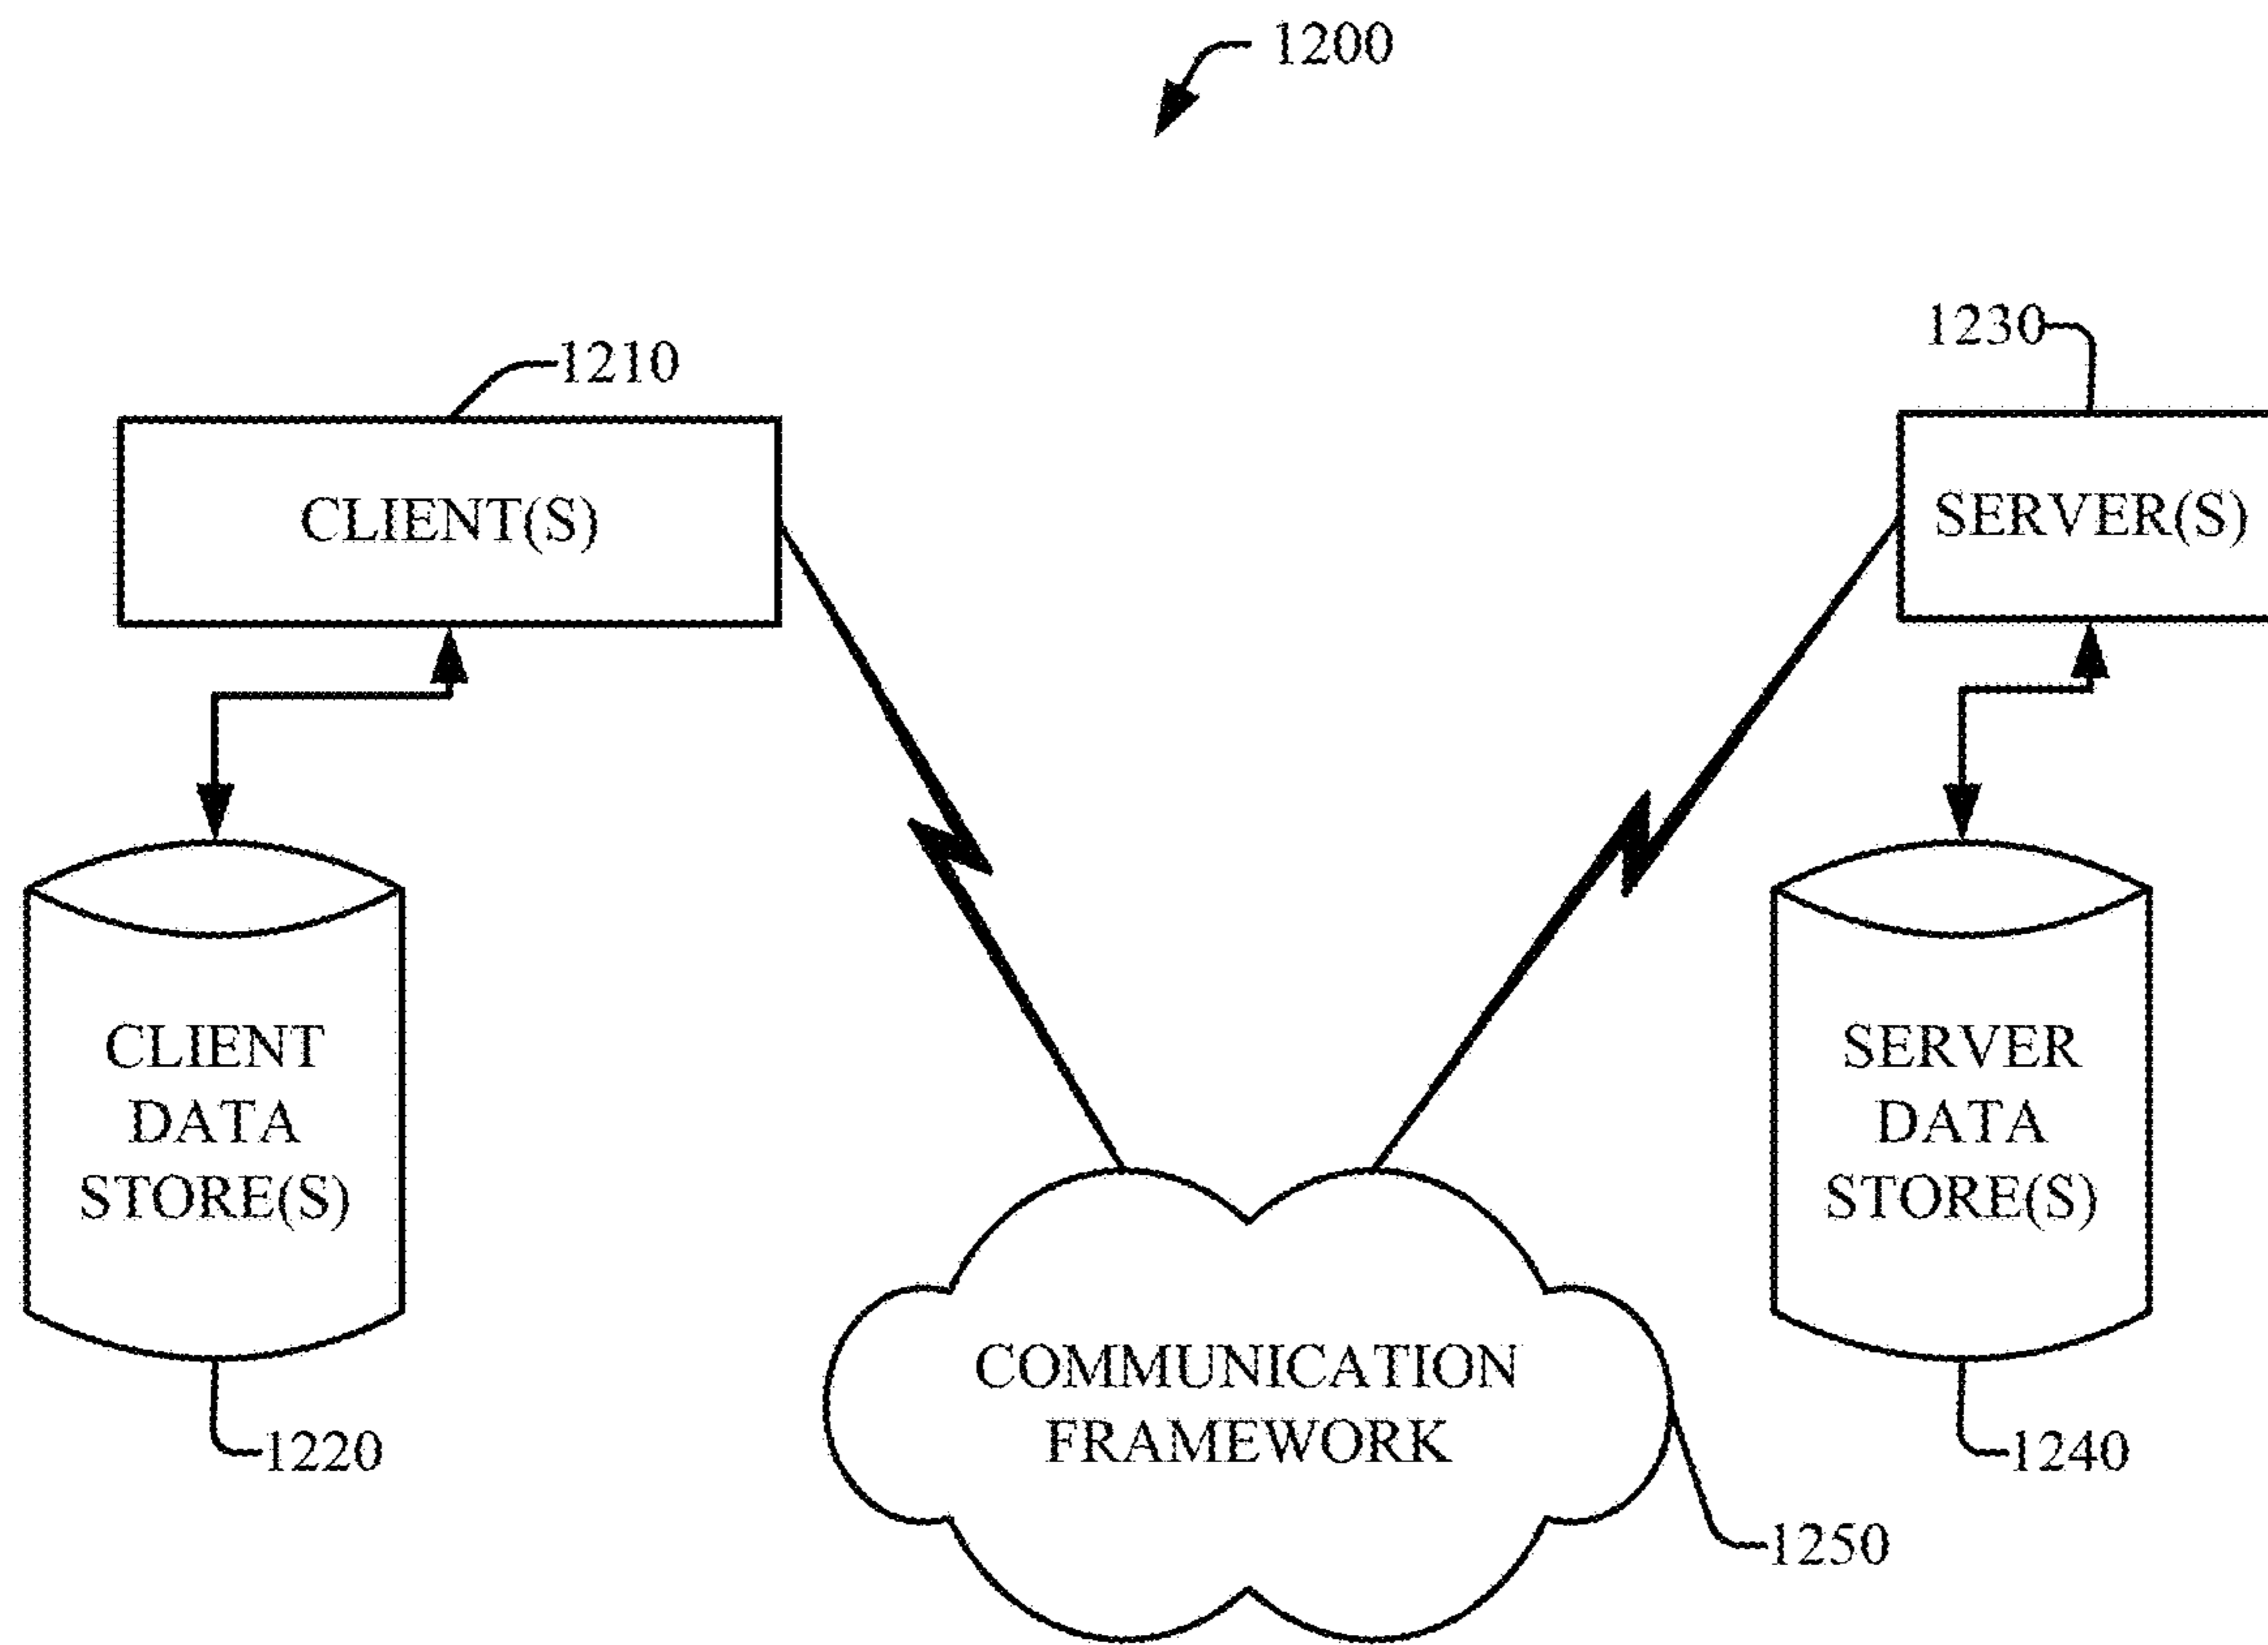 1200
1210
1230
CLIENT(S)
SERVER(S)
CLIENT
DATA
STORE(S)
SERVER
DATA
STORE(S)
COMMUNICATION
FRAMEWORK
1220
1240
1250